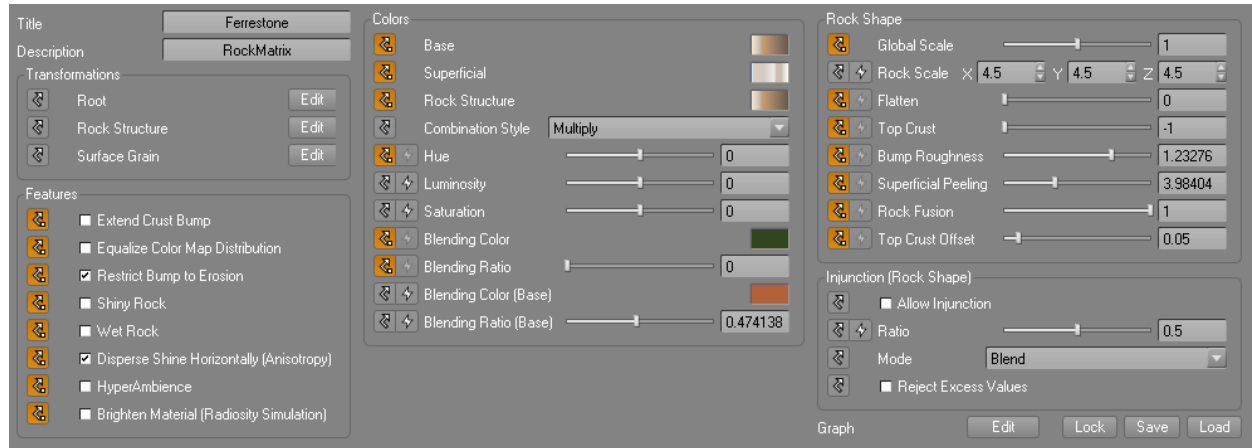 Title Ferrestone
Description RockMatrix
Transformations
Root Edit
Rock Structure Edit
Surface Grain Edit
Features
Extend Crust Bump
Equalize Color Map Distribution
Restrict Bump to Erosion
Shiny Rock
Wet Rock
Disperse Shine Horizontally (Anisotropy)
HyperAmbience
Brighten Material (Radiosity Simulation)
Colors
Base
Superficial
Rock Structure
Combination Style Multiply
Hue 0
Luminosity 0
Saturation 0
Blending Color
Blending Ratio 0
Blending Color (Base)
Blending Ratio (Base) 0.474138
Rock Shape
Global Scale 1
Rock Scale X 4.5 Y 4.5 Z 4.5
Flatten 0
Top Crust -1
Bump Roughness 1.23276
Superficial Peeling 3.98404
Rock Fusion 1
Top Crust Offset 0.05
Injunction (Rock Shape)
Allow Injunction
Ratio 0.5
Mode Blend
Reject Excess Values
Graph Edit Lock Save Load